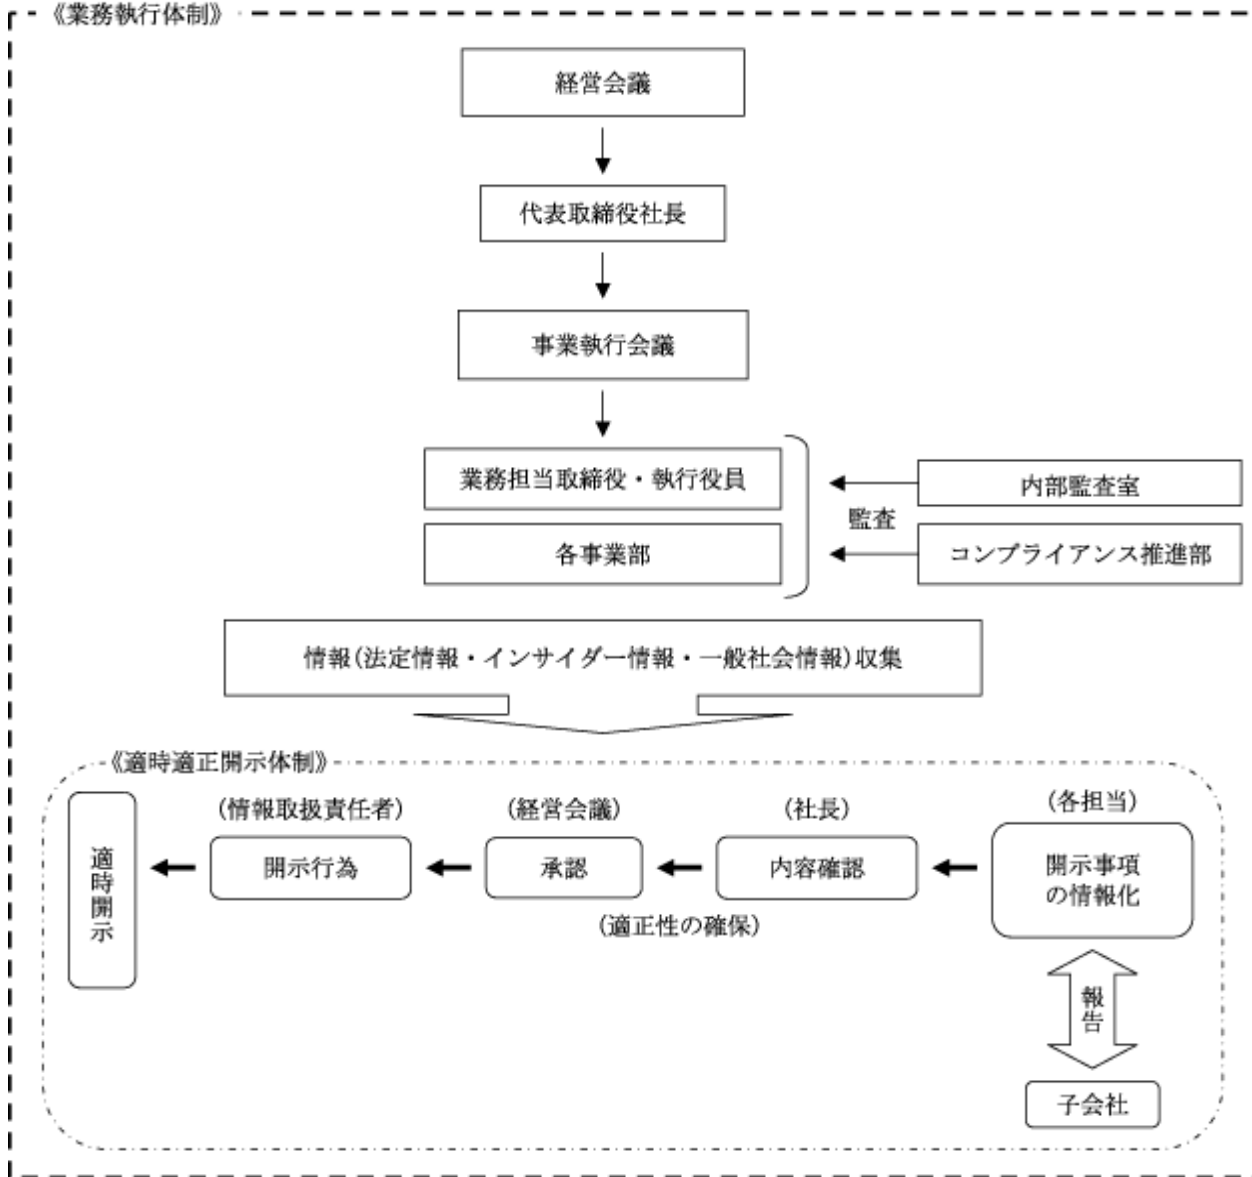 《業務執行体制》
経営会議
代表取締役社長
事業執行会議
業務担当取締役・執行役員
内部監査室
監査
各事業部
コンプライアンス推進部
情報(法定情報・インサイダー情報・一般社会情報)収集
《適時適正開示体制》
(情報取扱責任者)
(経営会議)
(社長)
(各担当)
適時開示
開示行為
承認
内容確認
開示事項
の情報化
(適正性の確保)
報告
子会社